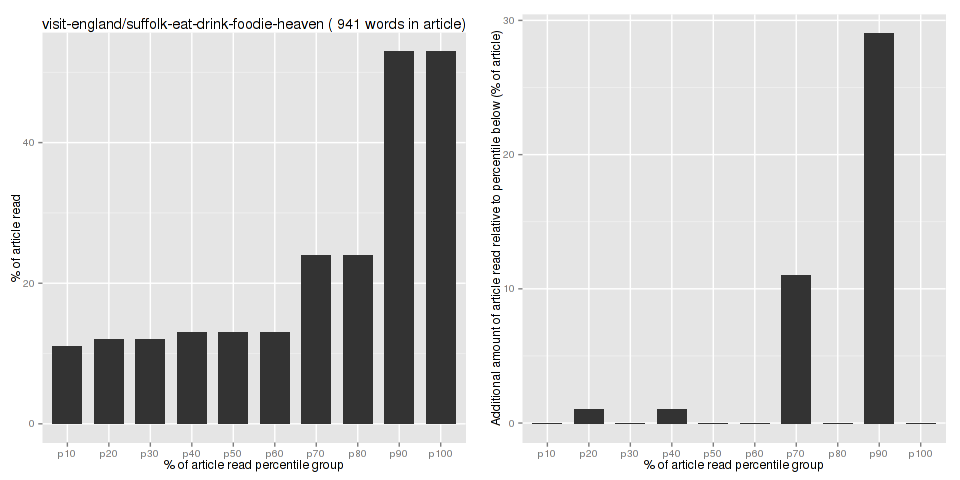 visit-england/suffolk-eat-drink-foodie-heaven ( 941 words in article)
% of article read
40
20
0
p10 p20 p30 p40 p50 p60 p70 p80 p90 p100
% of article read percentile group
Additional amount of article read relative to percentile below (% of article)
30
20
10
0
p10 p20 p30 p40 p50 p60 p70 p80 p90 p100
% of article read percentile group